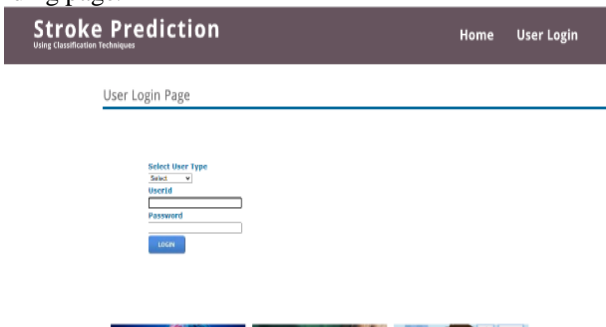 Stroke Prediction
Using Classification Techniques
Home User Login
User Login Page
Select User Type
Select
Userid
Password
LOGIN